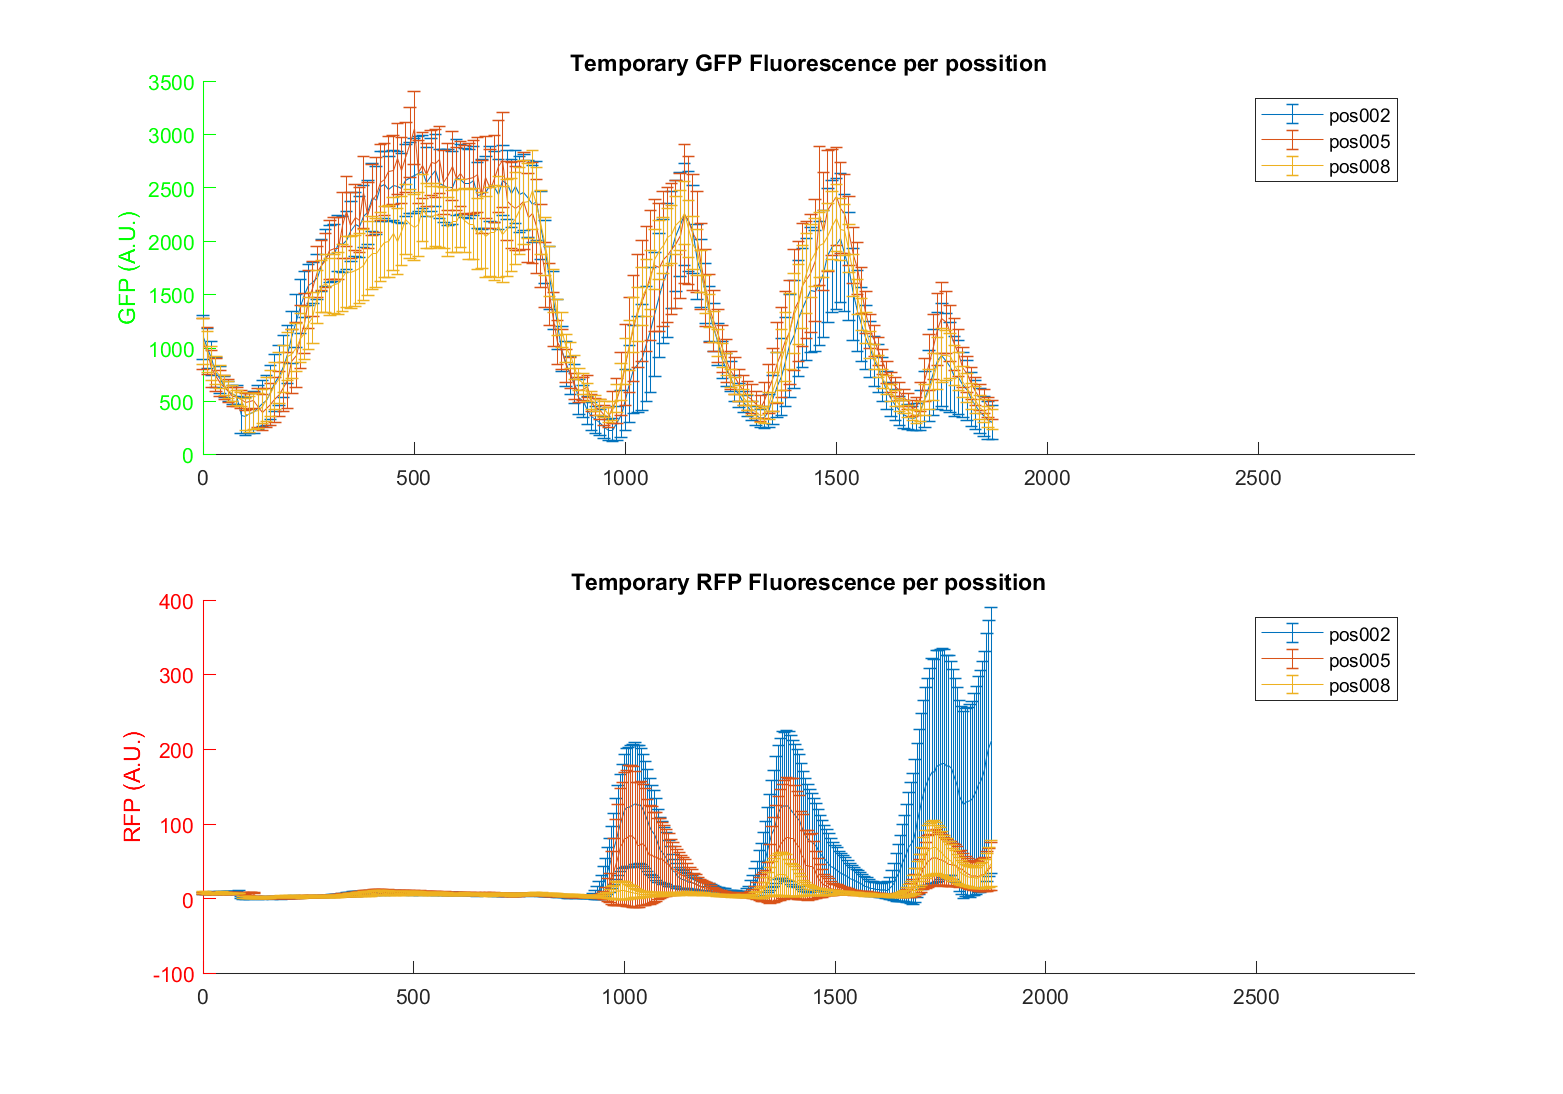 Temporary GFP Fluorescence per possition
3500
3000
2500
2000
1500
1000
500
0
GFP (A.U.)
pos002
pos005
pos008
0 500 1000 1500 2000 2500
Temporary RFP Fluorescence per possition
400
300
200
100
0
-100
RFP (A.U.)
pos002
pos005
pos008
0 500 1000 1500 2000 2500